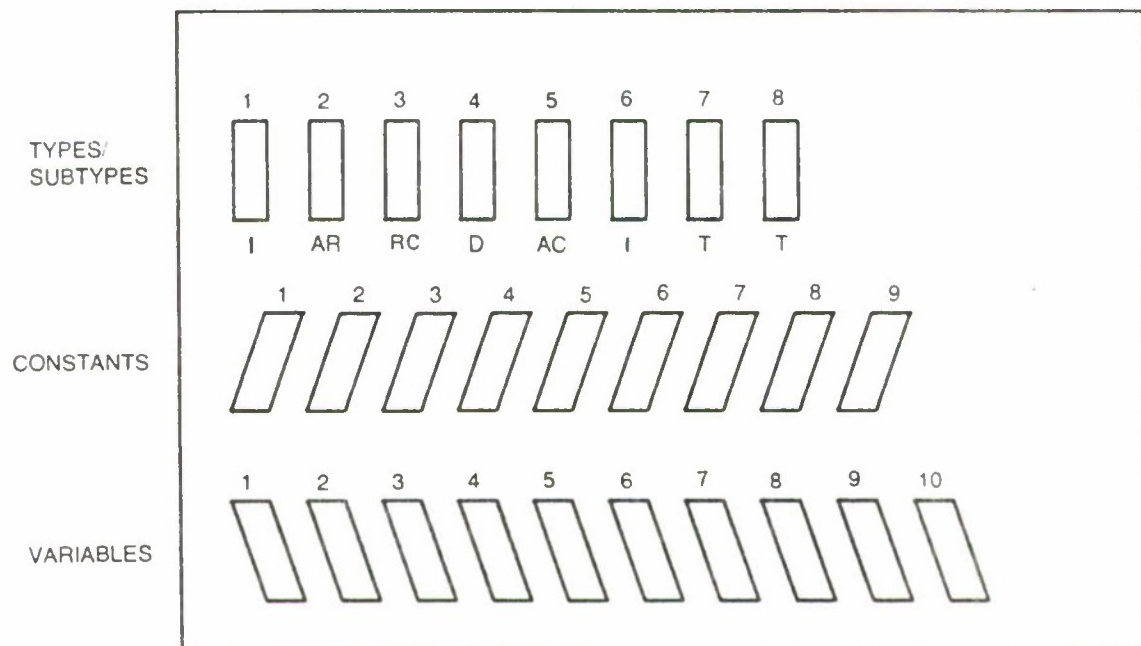 1 2 3 4 5 6 7 8
TYPES/
SUBTYPES
I AR RC D AC I T T
1 2 3 4 5 6 7 8 9
CONSTANTS
1 2 3 4 5 6 7 8 9 10
VARIABLES